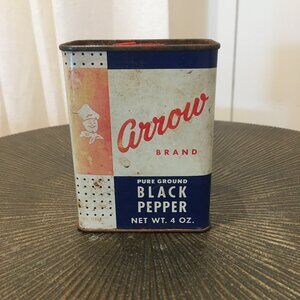 arrow
BRAND
PURE GROUND
BLACK
PEPPER
NET WT. 4 OZ.